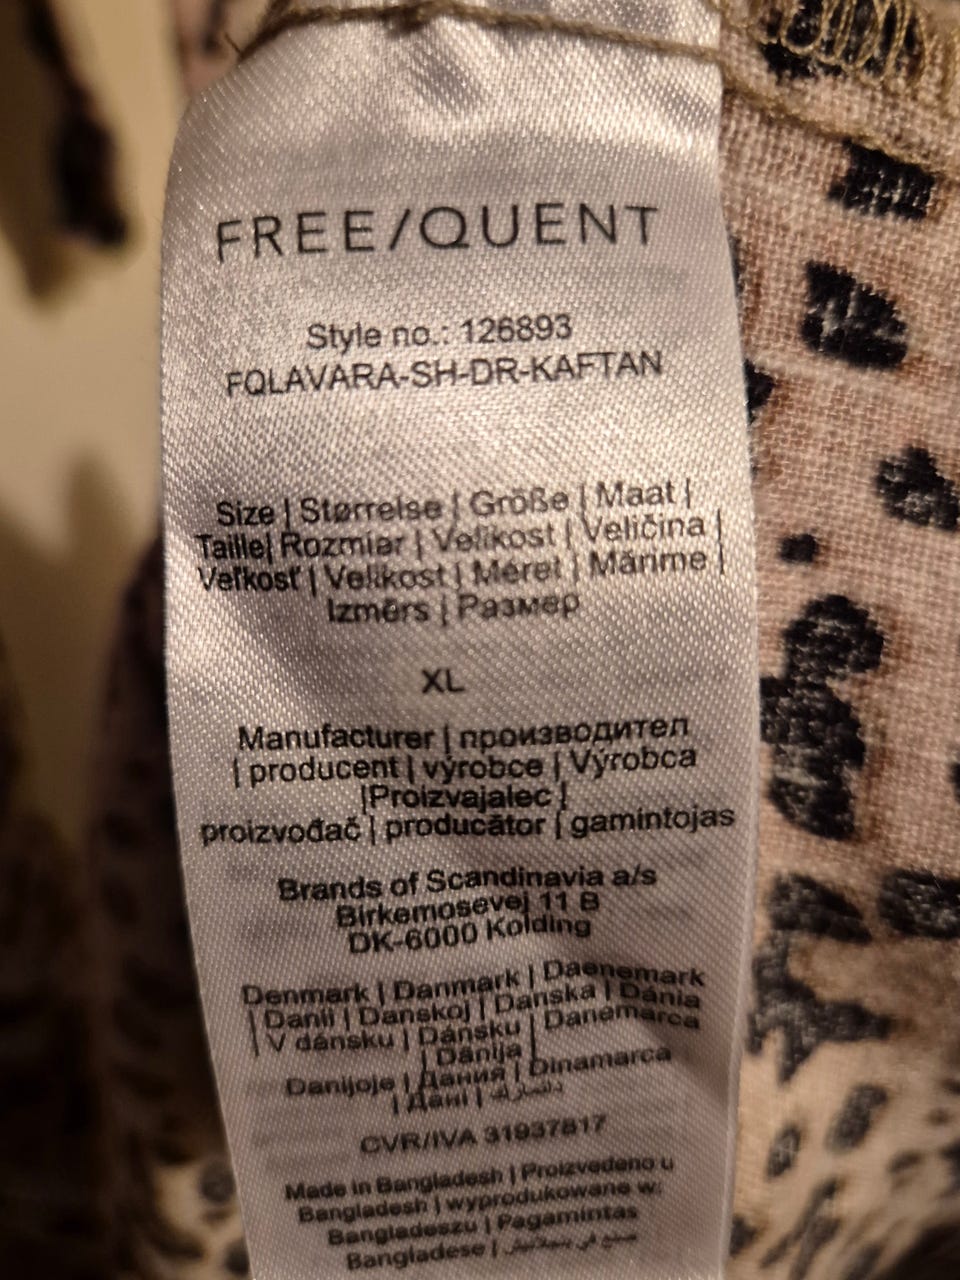 FREE/QUENT
Style no.: 126893
FQLAVARA-SH-DR-KAFTAN
Size | Størrelse | Größe | Maat |
Taille| Rozmiar | Velikost | Veličina |
Veľkosť | Velikost | Méret | Mărime |
Izmērs | Размер
XL
Manufacturer | производител
| producent | výrobce | Výrobca
|Proizvajalec |
proizvođač | producător | gamintojas
Brands of Scandinavia a/s
Birkemosevej 11 B
DK-6000 Kolding
Denmark | Danmark | Daenemark
| Danii | Danskoj | Danska | Dánia
| V dánsku | Dánsku | Danemarca
| Dānija |
Danijoje | Дания | Dinamarca
| Дані |
CVR/IVA 31937817
Made in Bangladesh | Proizvedeno u
Bangladesh | wyprodukowane w:
Bangladeszu | Pagamintas
Bangladese |